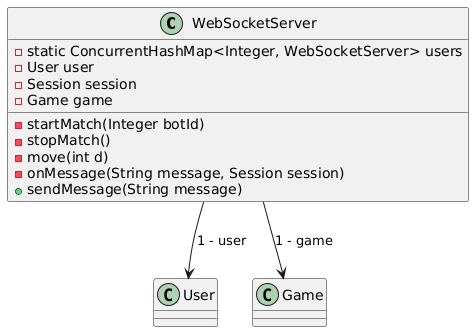 C WebSocketServer
static ConcurrentHashMap<Integer, WebSocketServer> users
User user
Session session
Game game
startMatch(Integer botId)
stopMatch()
move(int d)
onMessage(String message, Session session)
sendMessage(String message)
1 - user
1 - game
C User
C Game